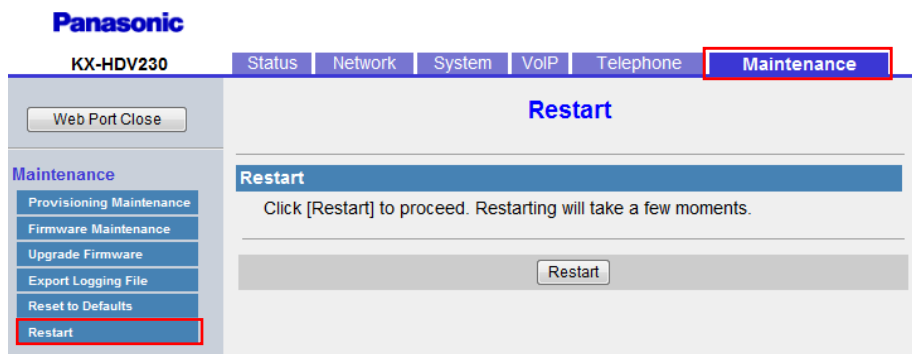 Panasonic
KX-HDV230
Status Network System VoIP Telephone Maintenance
Web Port Close
Maintenance
Provisioning Maintenance
Firmware Maintenance
Upgrade Firmware
Export Logging File
Reset to Defaults
Restart
Restart
Restart
Click [Restart] to proceed. Restarting will take a few moments.
Restart